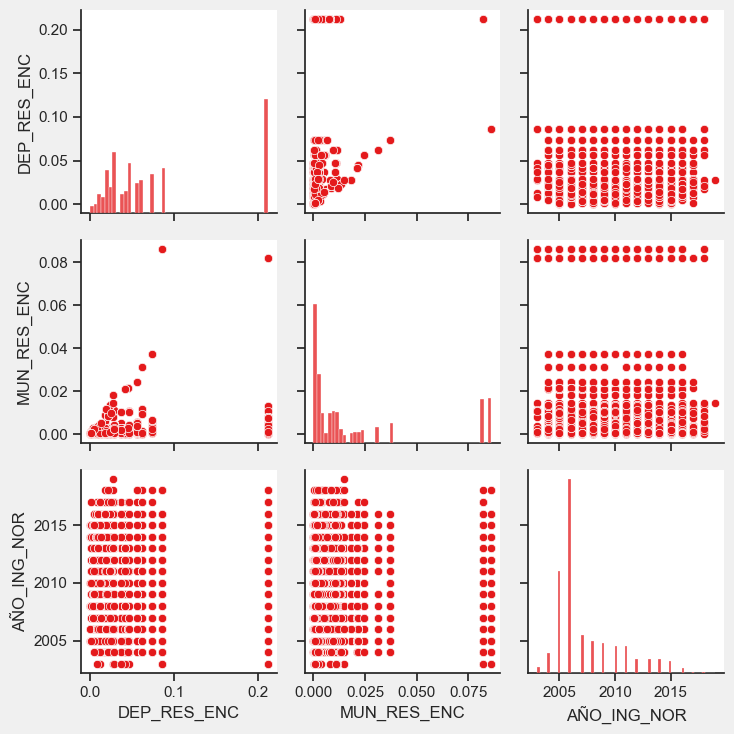 0.20
0.15
0.10
0.05
0.00
DEP_RES_ENC
0.08
0.06
0.04
0.02
0.00
MUN_RES_ENC
2015
2010
2005
AÑO_ING_NOR
0.0 0.1 0.2
DEP_RES_ENC
0.000 0.025 0.050 0.075
MUN_RES_ENC
2005 2010 2015
AÑO_ING_NOR